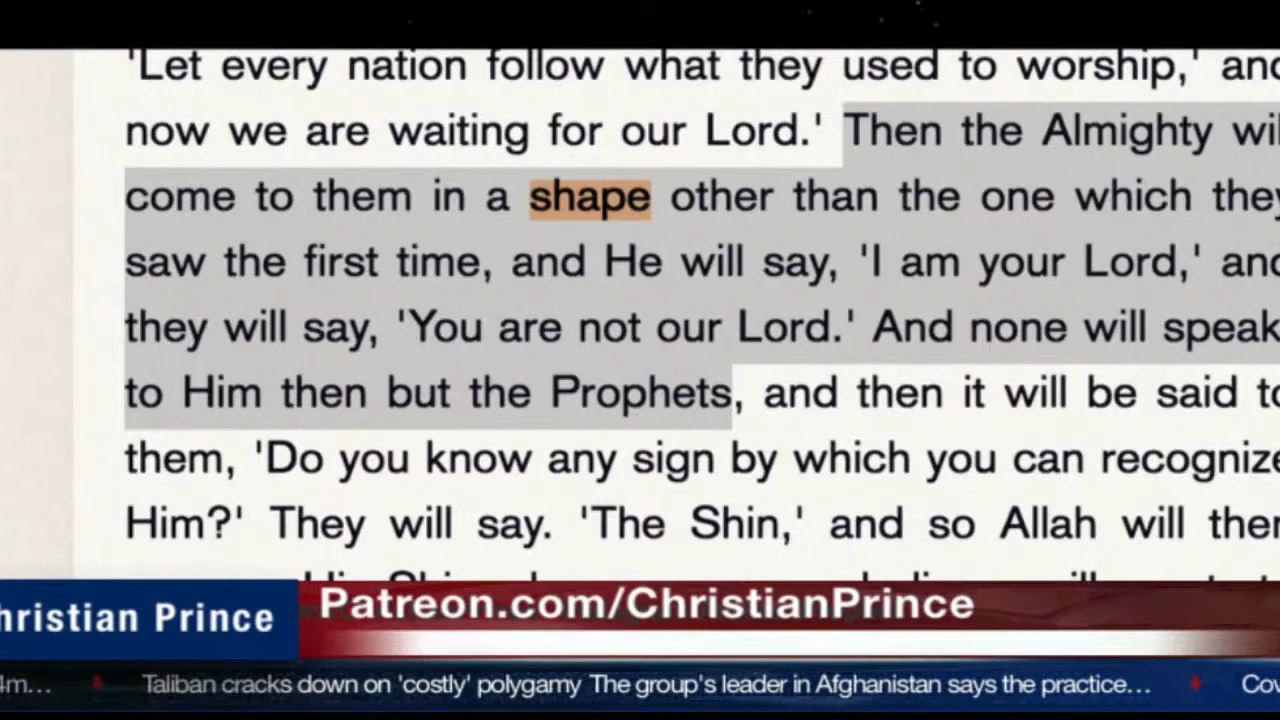 'Let every nation follow what they used to worship,' and
now we are waiting for our Lord.' Then the Almighty wil
come to them in a shape other than the one which they
saw the first time, and He will say, 'I am your Lord,' and
they will say, 'You are not our Lord.' And none will speak
to Him then but the Prophets, and then it will be said to
them, 'Do you know any sign by which you can recognize
Him?' They will say. 'The Shin,' and so Allah will then
hristian Prince
Patreon.com/ChristianPrince
4m… Taliban cracks down on 'costly' polygamy The group's leader in Afghanistan says the practice… Cov